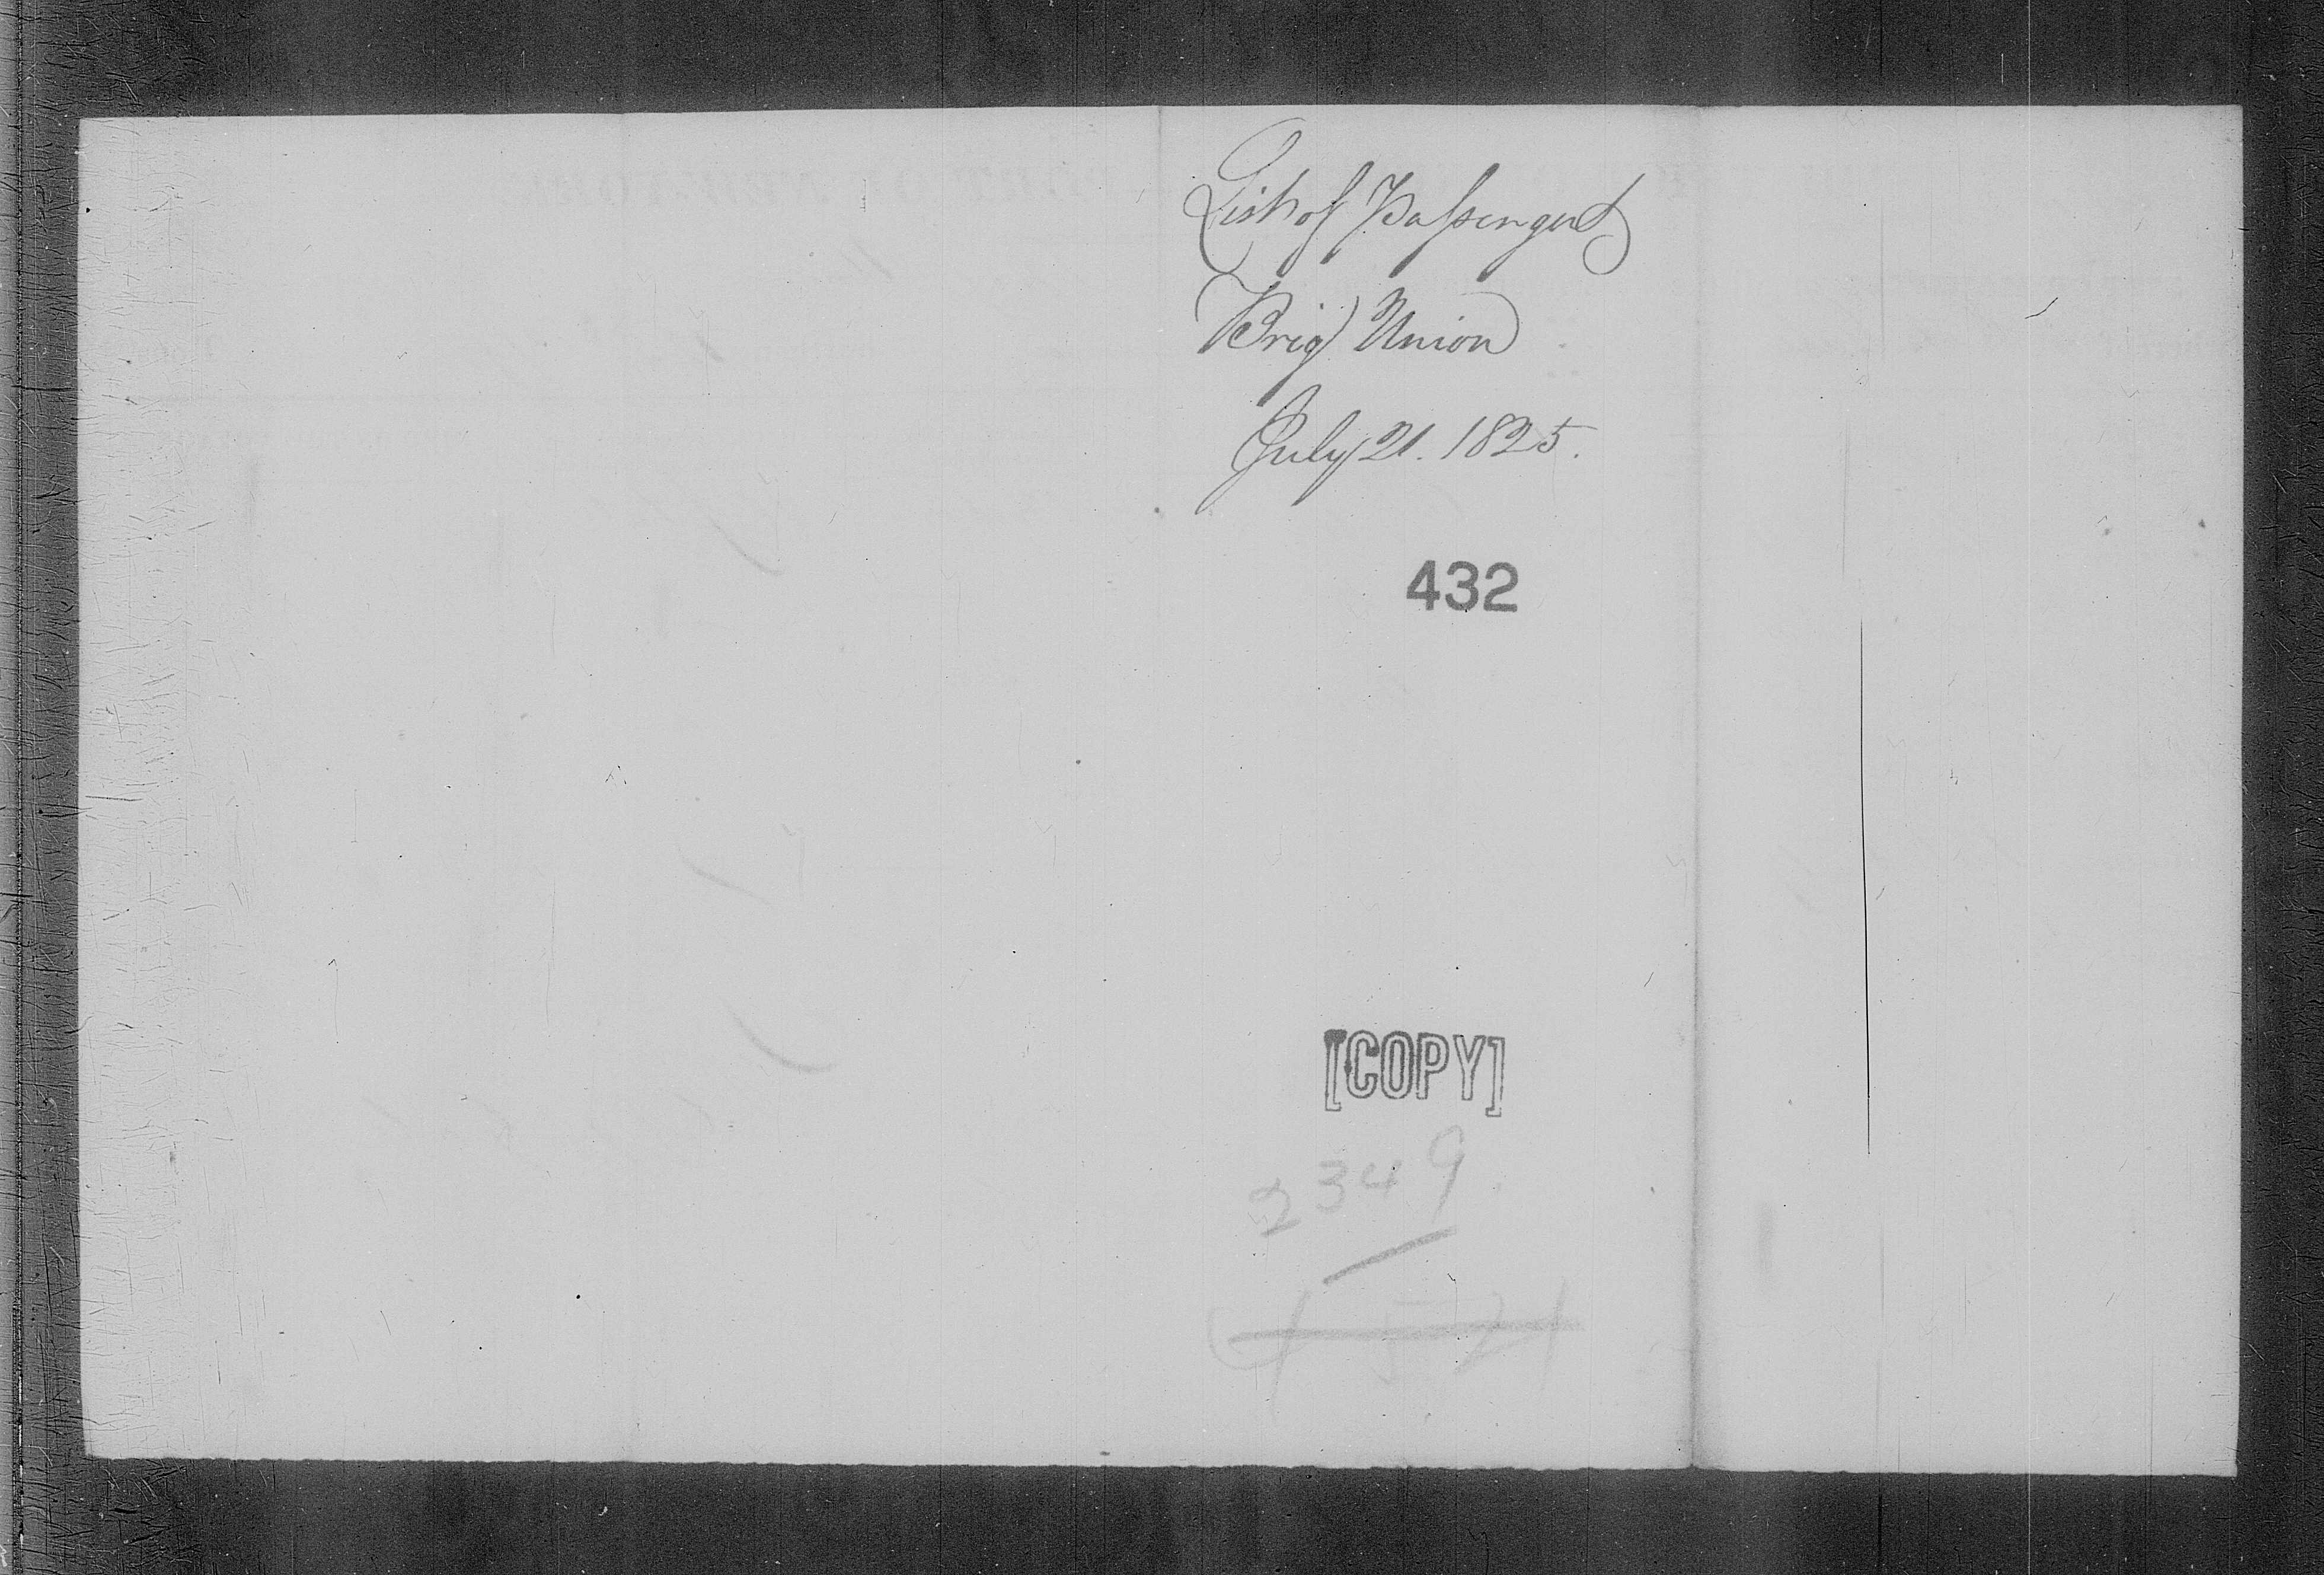 List of Passengers
Brig Union
July 21. 1825.
432
[COPY]
2349